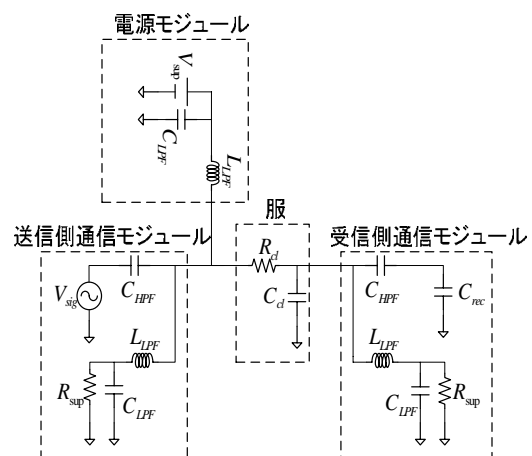 電源モジュール
V_sup
C_LPF
L_LPF
服
送信側通信モジュール
受信側通信モジュール
R_cl
V_sig
C_HPF
C_cl
C_HPF
C_rec
L_LPF
L_LPF
R_sup
C_LPF
C_LPF
R_sup